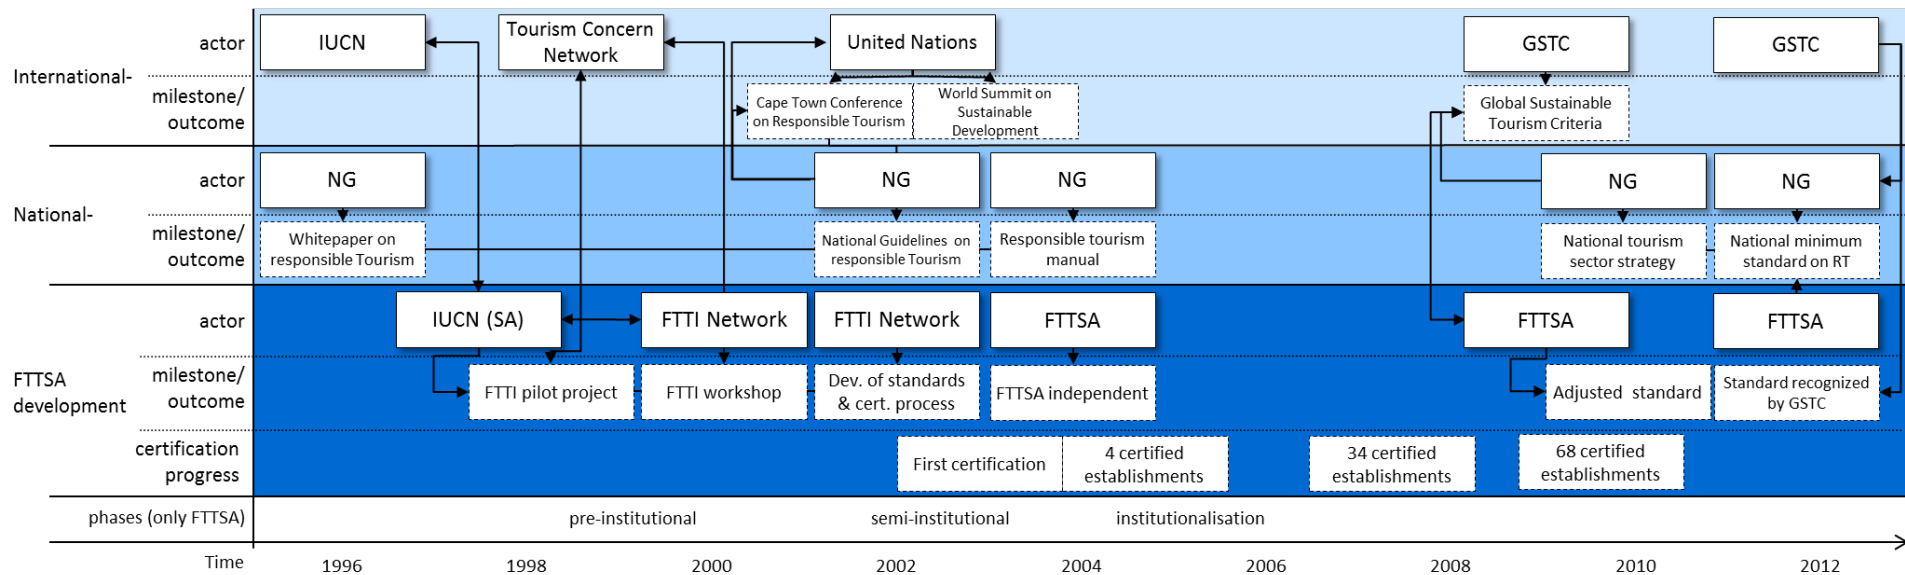 actor
IUCN
Tourism Concern
Network
United Nations
GSTC
GSTC
International-
milestone/
outcome
Cape Town Conference
on Responsible Tourism
World Summit on
Sustainable
Development
Global Sustainable
Tourism Criteria
actor
NG
NG
NG
NG
NG
National-
milestone/
outcome
Whitepaper on
responsible Tourism
National Guidelines on
responsible Tourism
Responsible tourism
manual
National tourism
sector strategy
National minimum
standard on RT
actor
IUCN (SA)
FTTI Network
FTTI Network
FTTSA
FTTSA
FTTSA
FTTSA
development
milestone/
outcome
FTTI pilot project
FTTI workshop
Dev. of standards
& cert. process
FTTSA independent
Adjusted standard
Standard recognized
by GSTC
certification
progress
First certification
4 certified
establishments
34 certified
establishments
68 certified
establishments
phases (only FTTSA)
pre-institutional
semi-institutional
institutionalisation
Time
1996
1998
2000
2002
2004
2006
2008
2010
2012